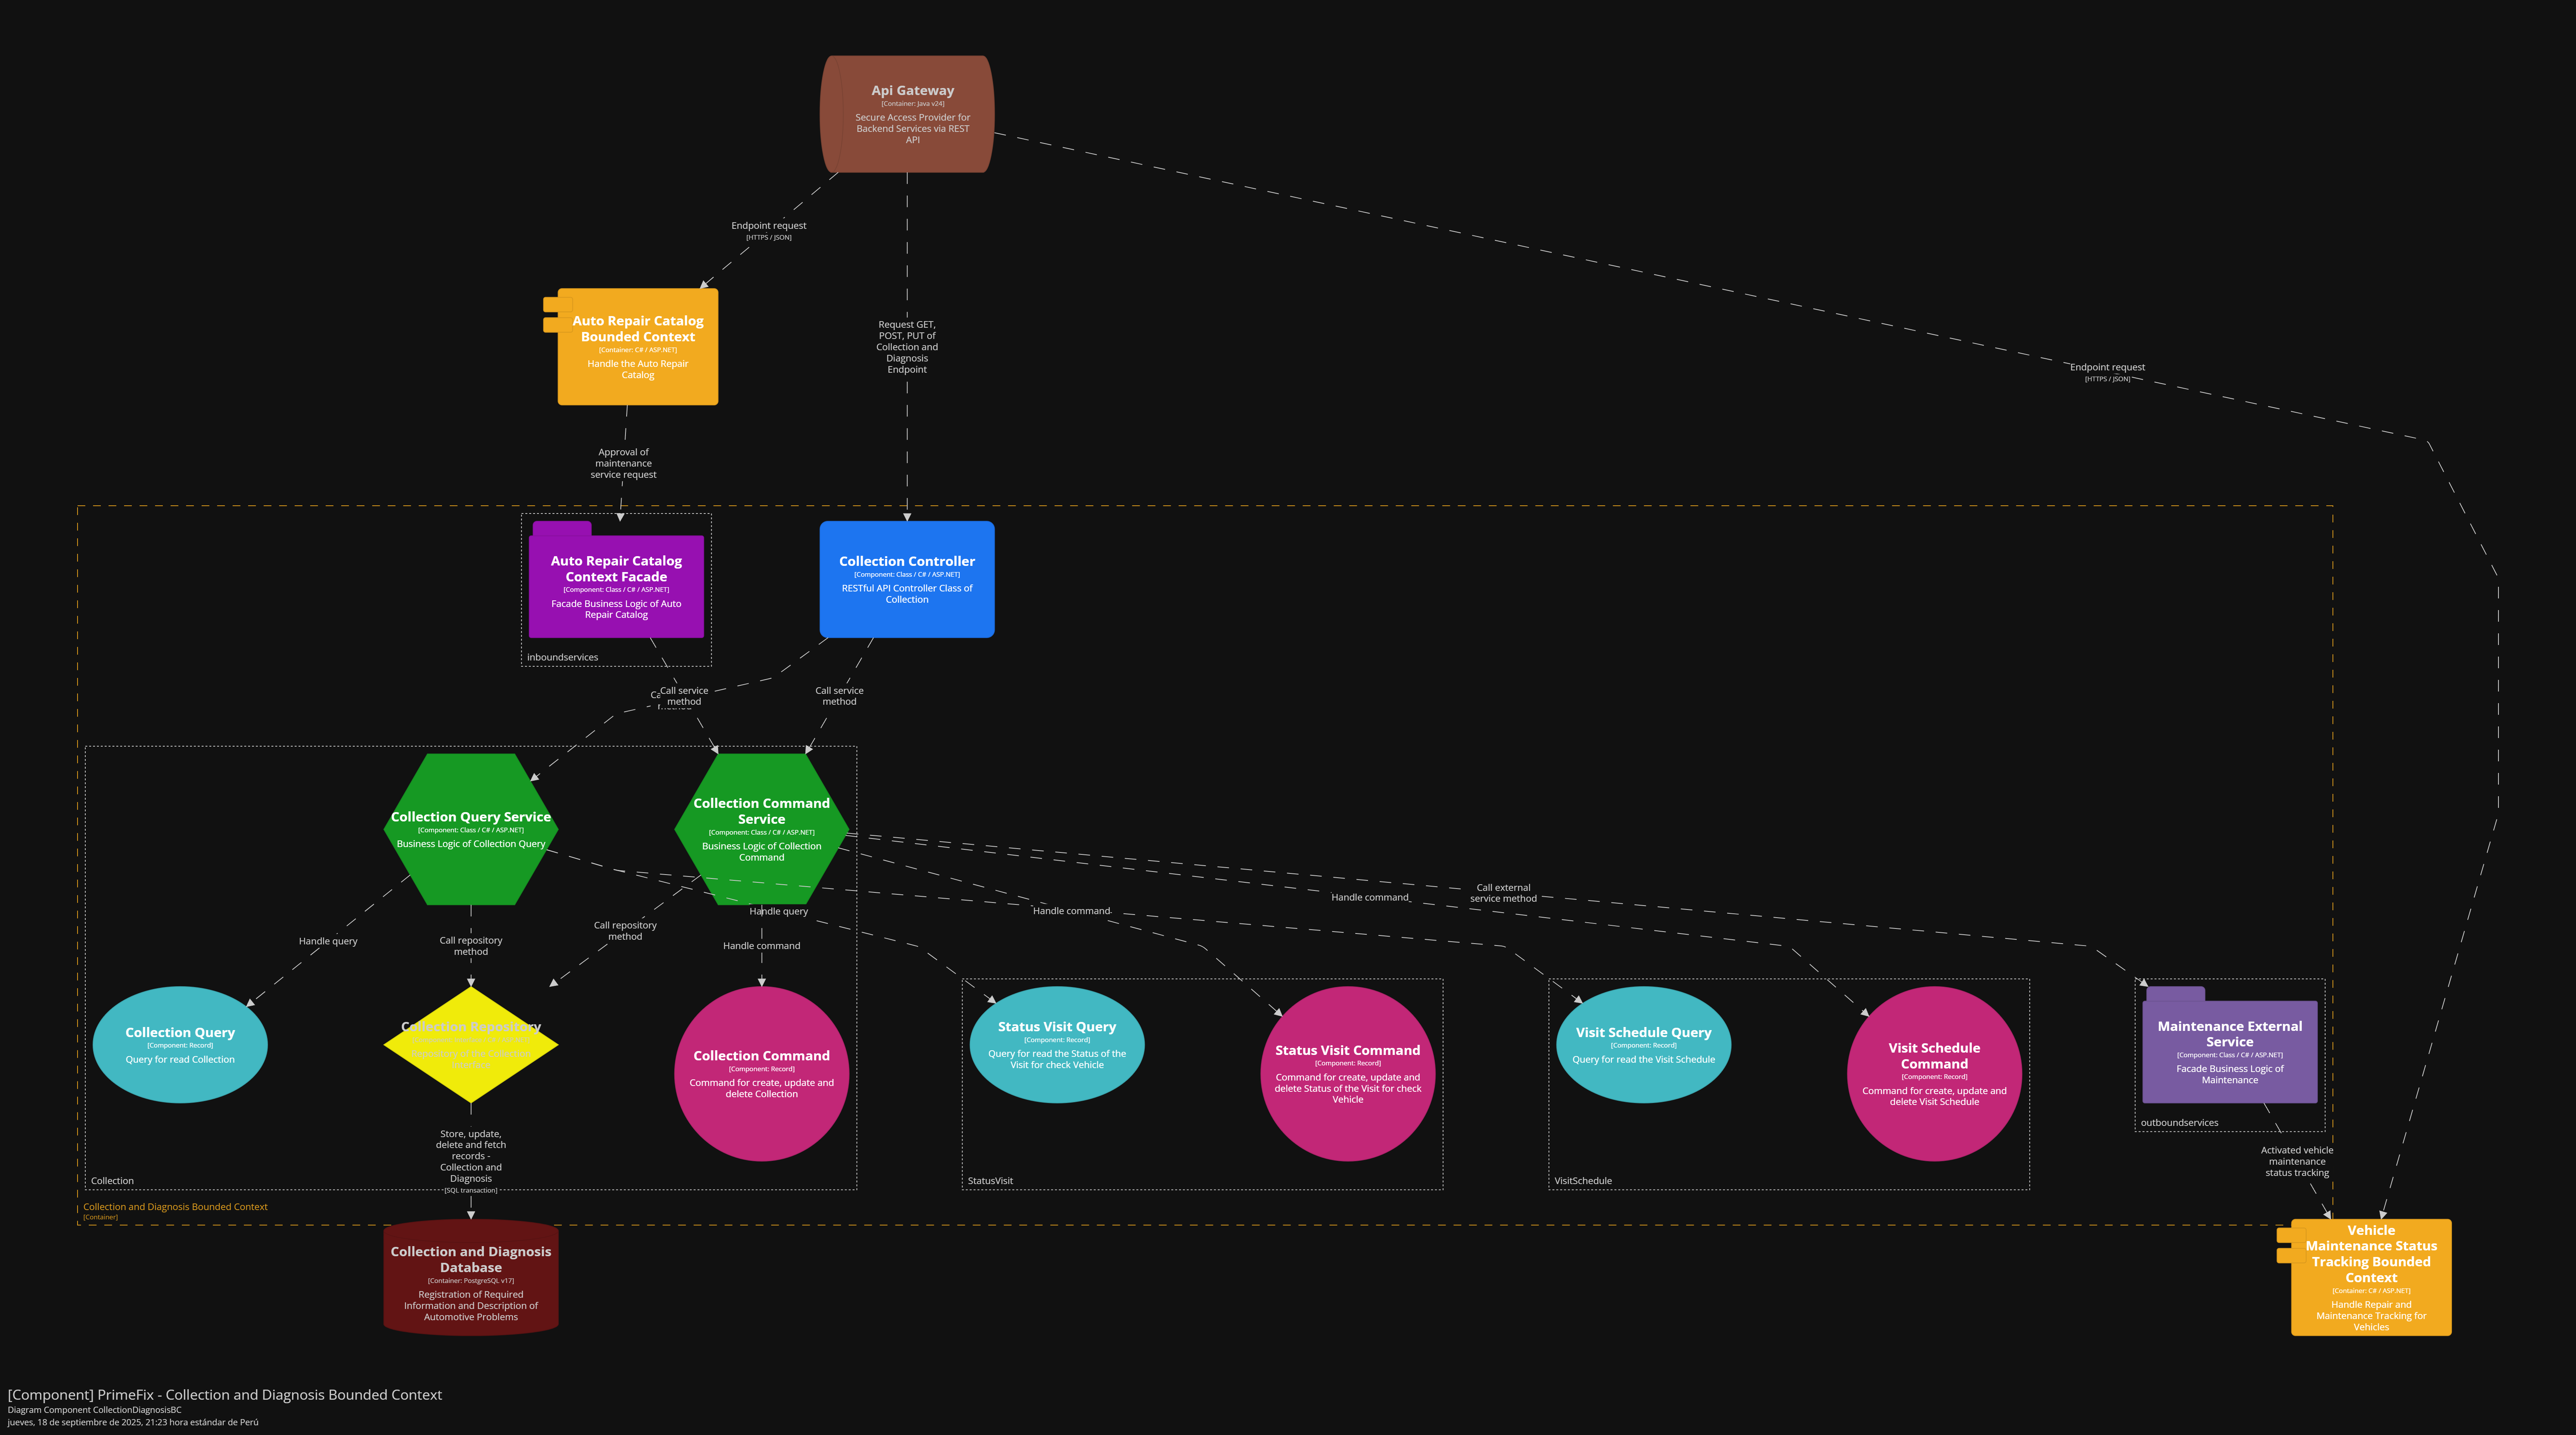 Api Gateway
[Container: Java v24]
Secure Access Provider for
Backend Services via REST
API
Endpoint request
[HTTPS / JSON]
Auto Repair Catalog
Bounded Context
[Container: C# / ASP.NET]
Handle the Auto Repair
Catalog
Request GET,
POST, PUT of
Collection and
Diagnosis
Endpoint
Endpoint request
[HTTPS / JSON]
Approval of
maintenance
service request
Auto Repair Catalog
Context Facade
[Component: Class / C# / ASP.NET]
Facade Business Logic of Auto
Repair Catalog
inboundservices
Collection Controller
[Component: Class / C# / ASP.NET]
RESTful API Controller Class of
Collection
Call service
method
Call service
method
Collection Query Service
[Component: Class / C# / ASP.NET]
Business Logic of Collection Query
Collection Command
Service
[Component: Class / C# / ASP.NET]
Business Logic of Collection
Command
Handle query
Call repository
method
Call repository
method
Handle query
Handle command
Handle command
Handle command
Call external
service method
Collection Query
[Component: Record]
Query for read Collection
Collection Repository
Collection Command
[Component: Record]
Command for create, update and
delete Collection
Status Visit Query
[Component: Record]
Query for read the Status of the
Visit for check Vehicle
Status Visit Command
[Component: Record]
Command for create, update and
delete Status of the Visit for check
Vehicle
Visit Schedule Query
[Component: Record]
Query for read the Visit Schedule
Visit Schedule
Command
[Component: Record]
Command for create, update and
delete Visit Schedule
Maintenance External
Service
[Component: Class / C# / ASP.NET]
Facade Business Logic of
Maintenance
outboundservices
Store, update,
delete and fetch
records -
Collection and
Diagnosis
[SQL transaction]
Activated vehicle
maintenance
status tracking
Collection
StatusVisit
VisitSchedule
Collection and Diagnosis Bounded Context
[Container]
Collection and Diagnosis
Database
[Container: PostgreSQL v17]
Registration of Required
Information and Description of
Automotive Problems
Vehicle
Maintenance Status
Tracking Bounded
Context
[Container: C# / ASP.NET]
Handle Repair and
Maintenance Tracking for
Vehicles
[Component] PrimeFix - Collection and Diagnosis Bounded Context
Diagram Component CollectionDiagnosisBC
jueves, 18 de septiembre de 2025, 21:23 hora estándar de Perú